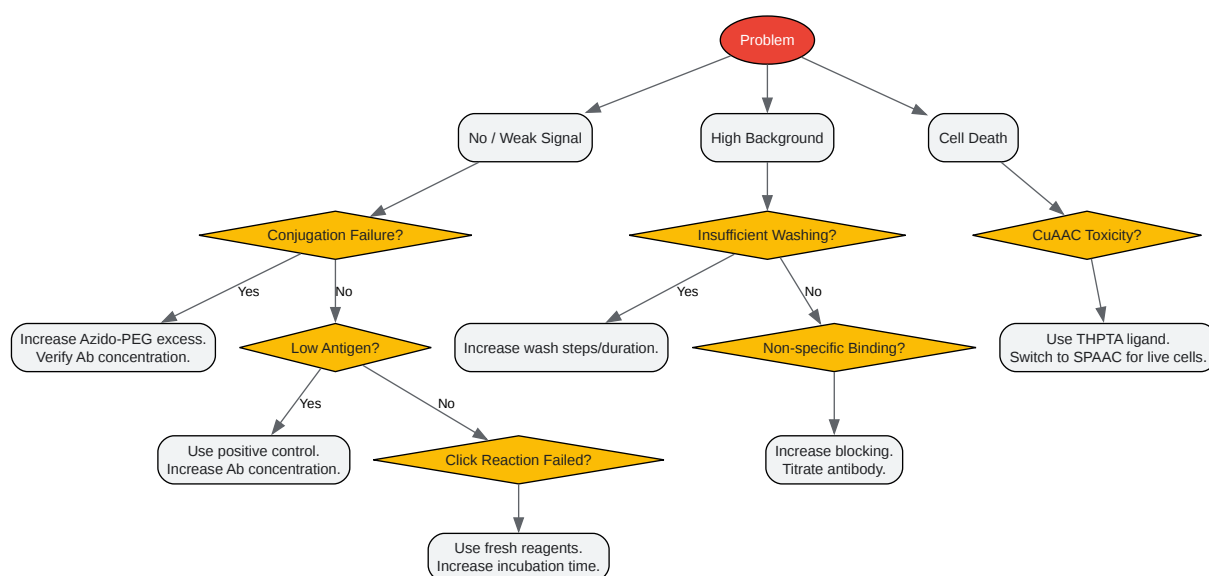 Problem
No / Weak Signal
High Background
Cell Death
Conjugation Failure?
Insufficient Washing?
CuAAC Toxicity?
Yes
No
Yes
No
Increase Azido-PEG excess.
Verify Ab concentration.
Low Antigen?
Increase wash steps/duration.
Non-specific Binding?
Use THPTA ligand.
Switch to SPAAC for live cells.
Yes
No
Use positive control.
Increase Ab concentration.
Click Reaction Failed?
Increase blocking.
Titrate antibody.
Use fresh reagents.
Increase incubation time.